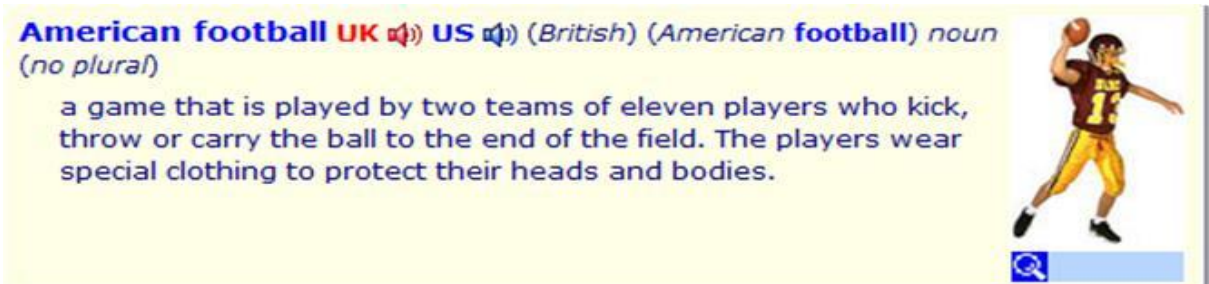 American football UK US (British) (American football) noun
(no plural)
a game that is played by two teams of eleven players who kick,
throw or carry the ball to the end of the field. The players wear
special clothing to protect their heads and bodies.